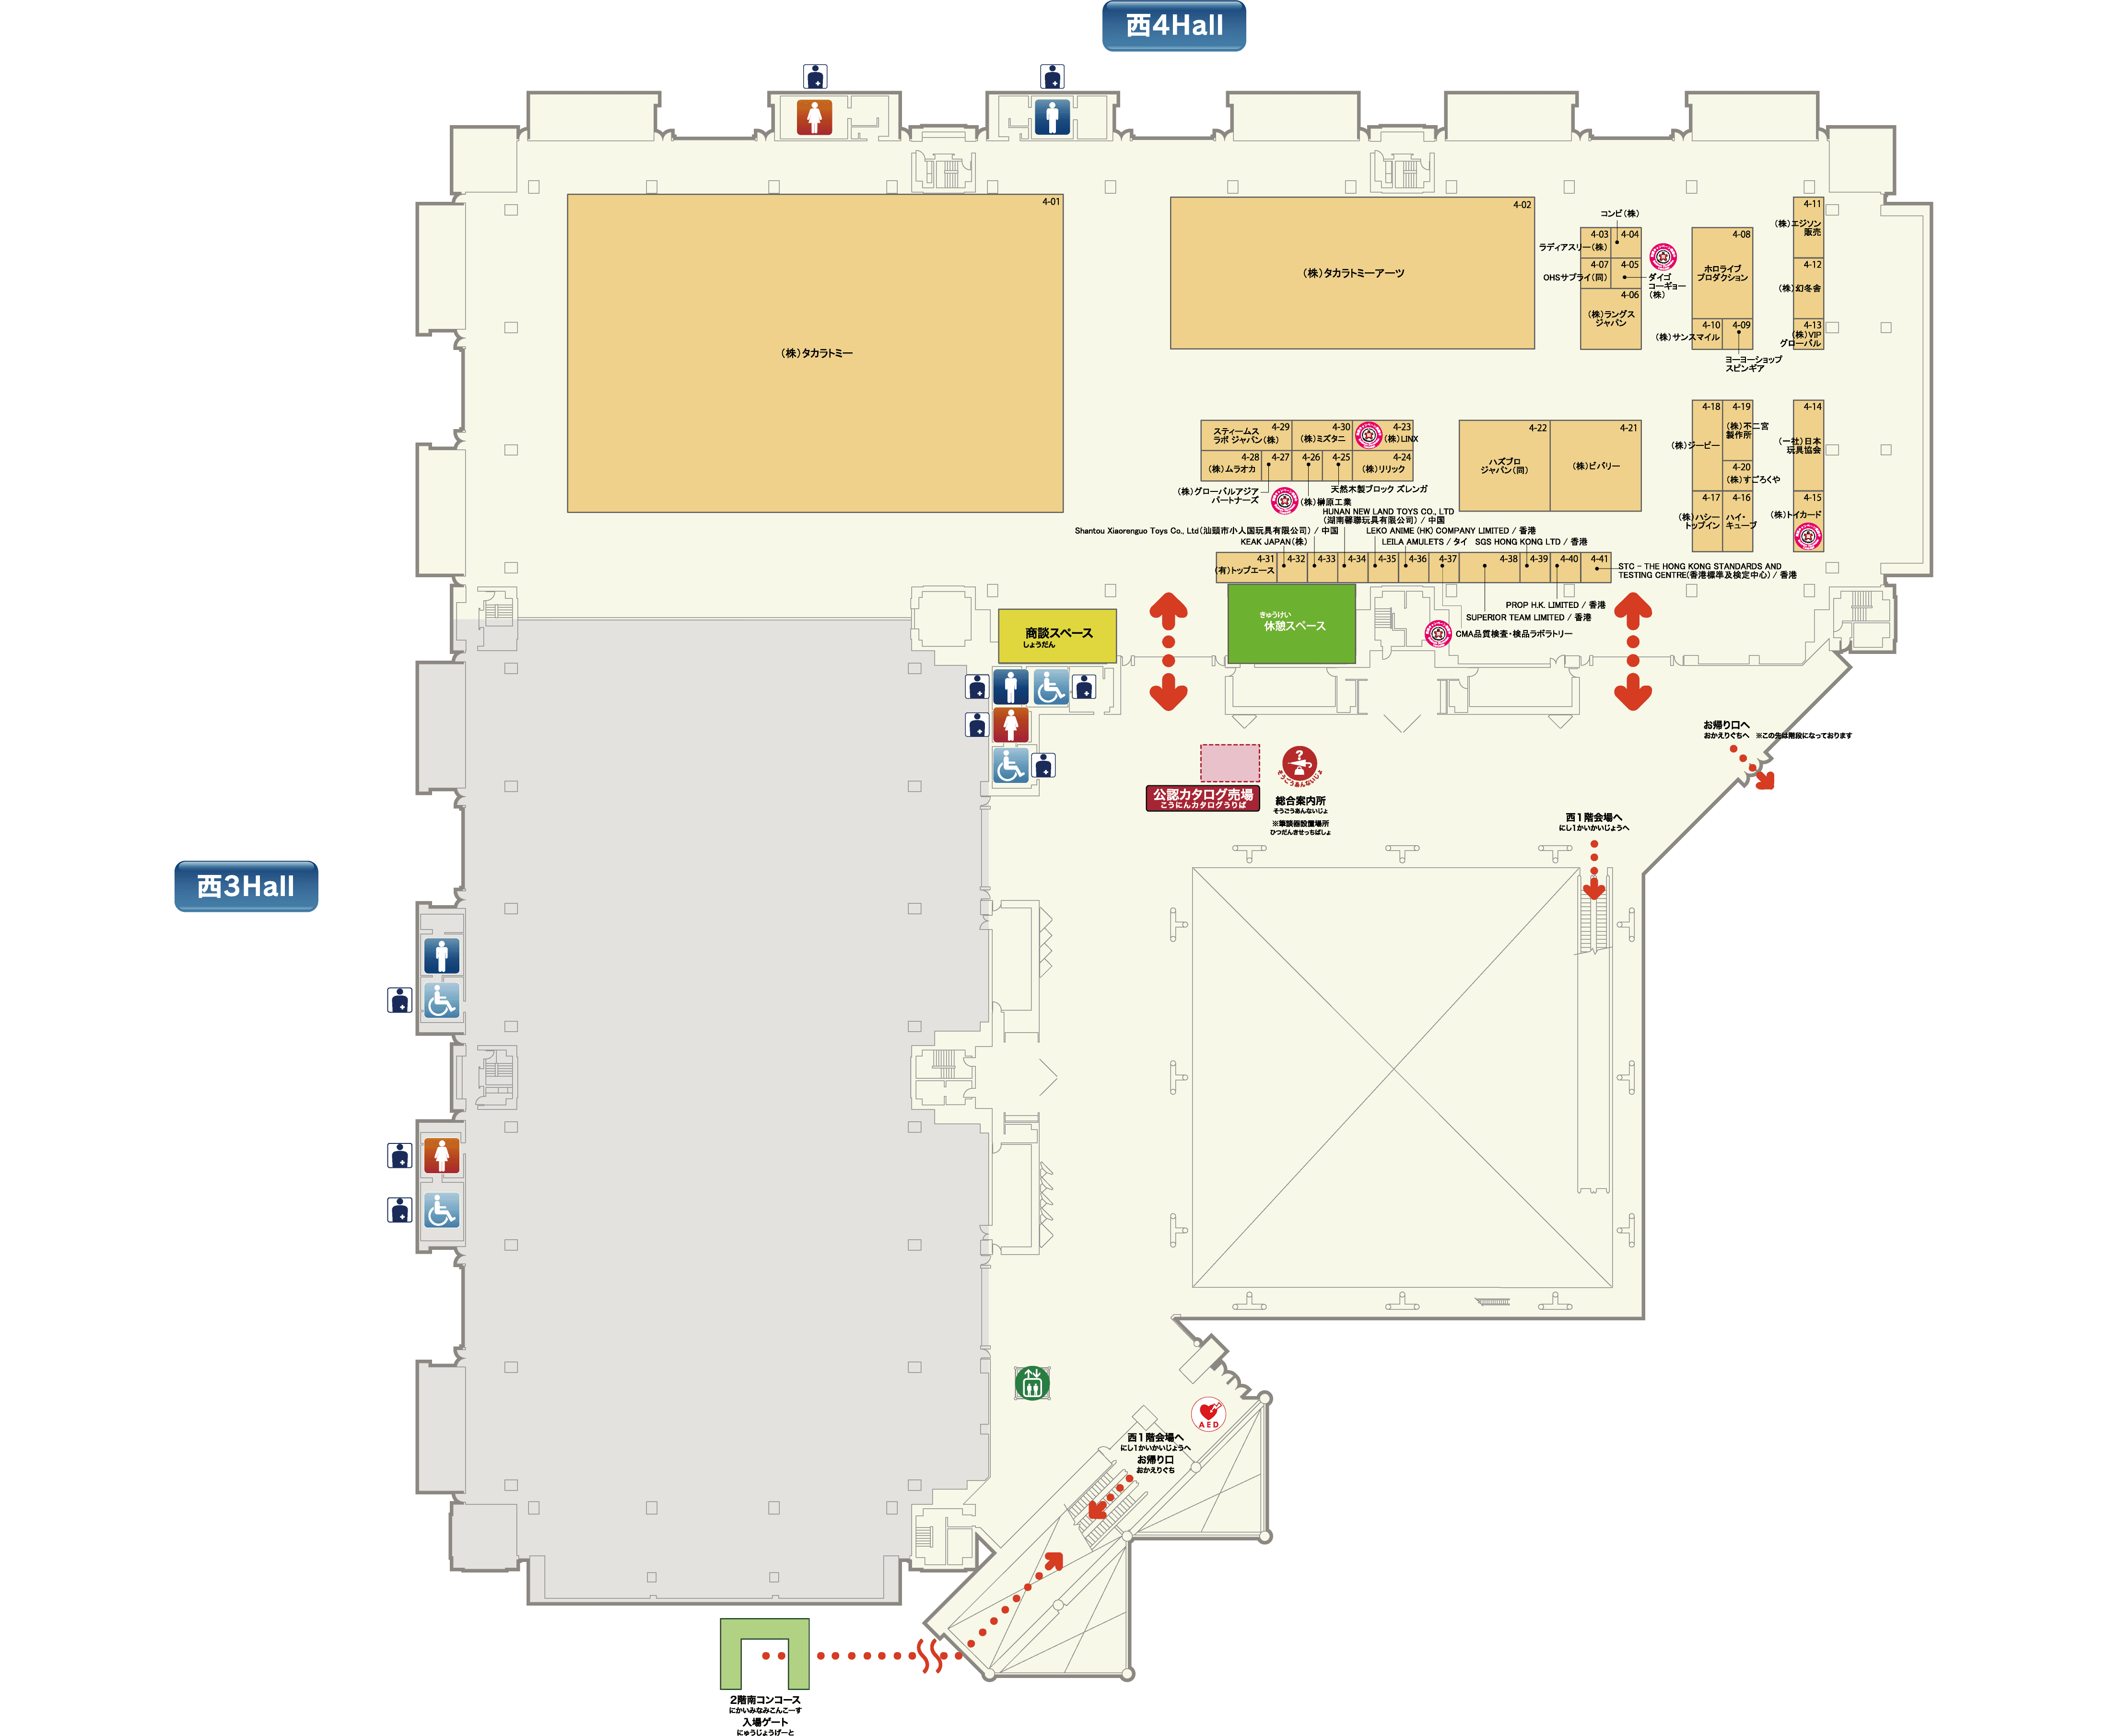 西4Hall
4-01
(株)タカラトミー
4-02
(株)タカラトミーアーツ
コンビ(株)
4-03
4-04
ラディアスリー(株)
4-07
4-05
OHSサプライ(同)
ダイゴ
コーギョー
(株)
4-06
(株)ラングス
ジャパン
4-08
ホロライブ
プロダクション
4-10
4-09
(株)サンスマイル
ヨーヨーショップ
スピンギア
4-11
(株)エジソン
販売
4-12
(株)幻冬舎
4-13
(株)VIP
グローバル
4-29
スティームス
ラボ ジャパン(株)
4-30
(株)ミズタニ
4-23
(株)LINX
4-28
(株)ムラオカ
4-27
4-26
4-25
4-24
(株)リリック
(株)グローバルアジア
パートナーズ
(株)榊原工業
天然木製ブロック ズレンガ
4-22
ハズブロ
ジャパン(同)
4-21
(株)ビバリー
4-18
(株)ジーピー
4-19
(株)不二宮
製作所
4-20
(株)すごろくや
4-17
(株)ハシー
トップイン
4-16
ハイ・
キューブ
4-14
(一社)日本
玩具協会
4-15
(株)トイカード
HUNAN NEW LAND TOYS CO., LTD
(湖南馨聯玩具有限公司) / 中国
Shantou Xiaorenguo Toys Co., Ltd(汕頭市小人国玩具有限公司) / 中国
LEKO ANIME (HK) COMPANY LIMITED / 香港
KEAK JAPAN(株)
LEILA AMULETS / タイ
SGS HONG KONG LTD / 香港
4-31
4-32
4-33
4-34
4-35
4-36
4-37
4-38
4-39
4-40
4-41
(有)トップエース
STC - THE HONG KONG STANDARDS AND
TESTING CENTRE(香港標準及検定中心) / 香港
PROP H.K. LIMITED / 香港
SUPERIOR TEAM LIMITED / 香港
CMA品質検査・検品ラボラトリー
商談スペース
しょうだん
きゅうけい
休憩スペース
お帰り口へ
おかえりぐちへ ※この先は階段になっております
公認カタログ売場
こうにんカタログうりば
?
そうごうあんないじょ
総合案内所
そうごうあんないじょ
※筆談器設置場所
ひつだんきせっちばしょ
西1階会場へ
にし1かいかいじょうへ
西3Hall
AED
西1階会場へ
にし1かいかいじょうへ
お帰り口
おかえりぐち
2階南コンコース
にかいみなみこんこーす
入場ゲート
にゅうじょうげーと